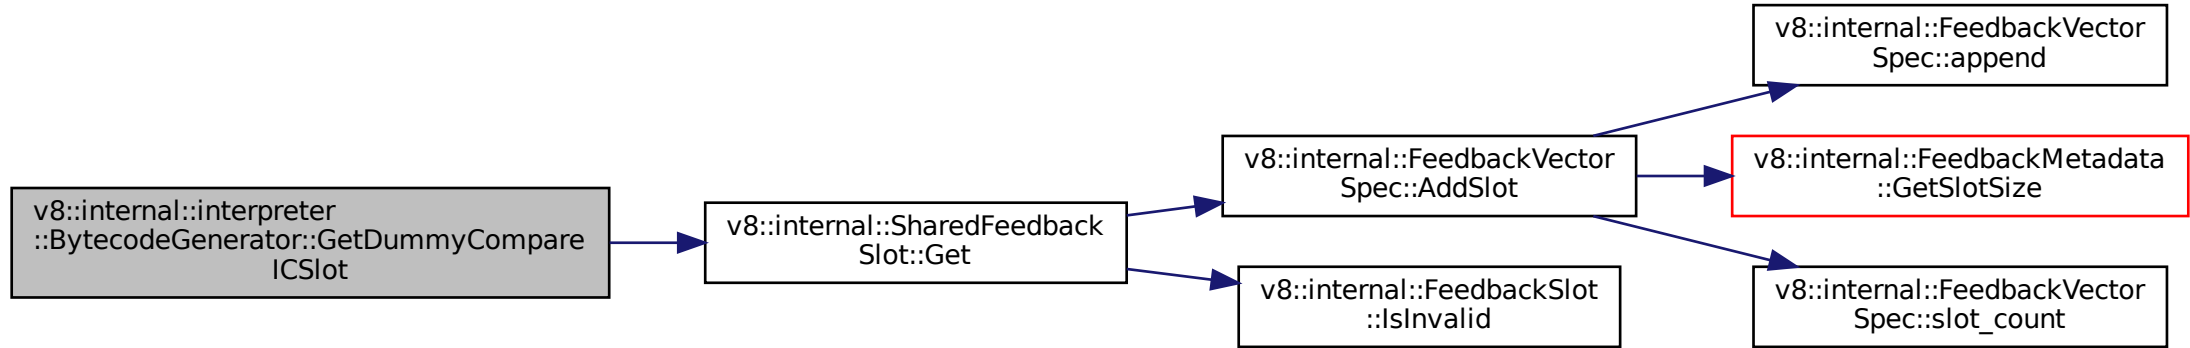 v8::internal::interpreter
::BytecodeGenerator::GetDummyCompare
ICSlot
v8::internal::SharedFeedback
Slot::Get
v8::internal::FeedbackVector
Spec::AddSlot
v8::internal::FeedbackSlot
::IsInvalid
v8::internal::FeedbackVector
Spec::append
v8::internal::FeedbackMetadata
::GetSlotSize
v8::internal::FeedbackVector
Spec::slot_count